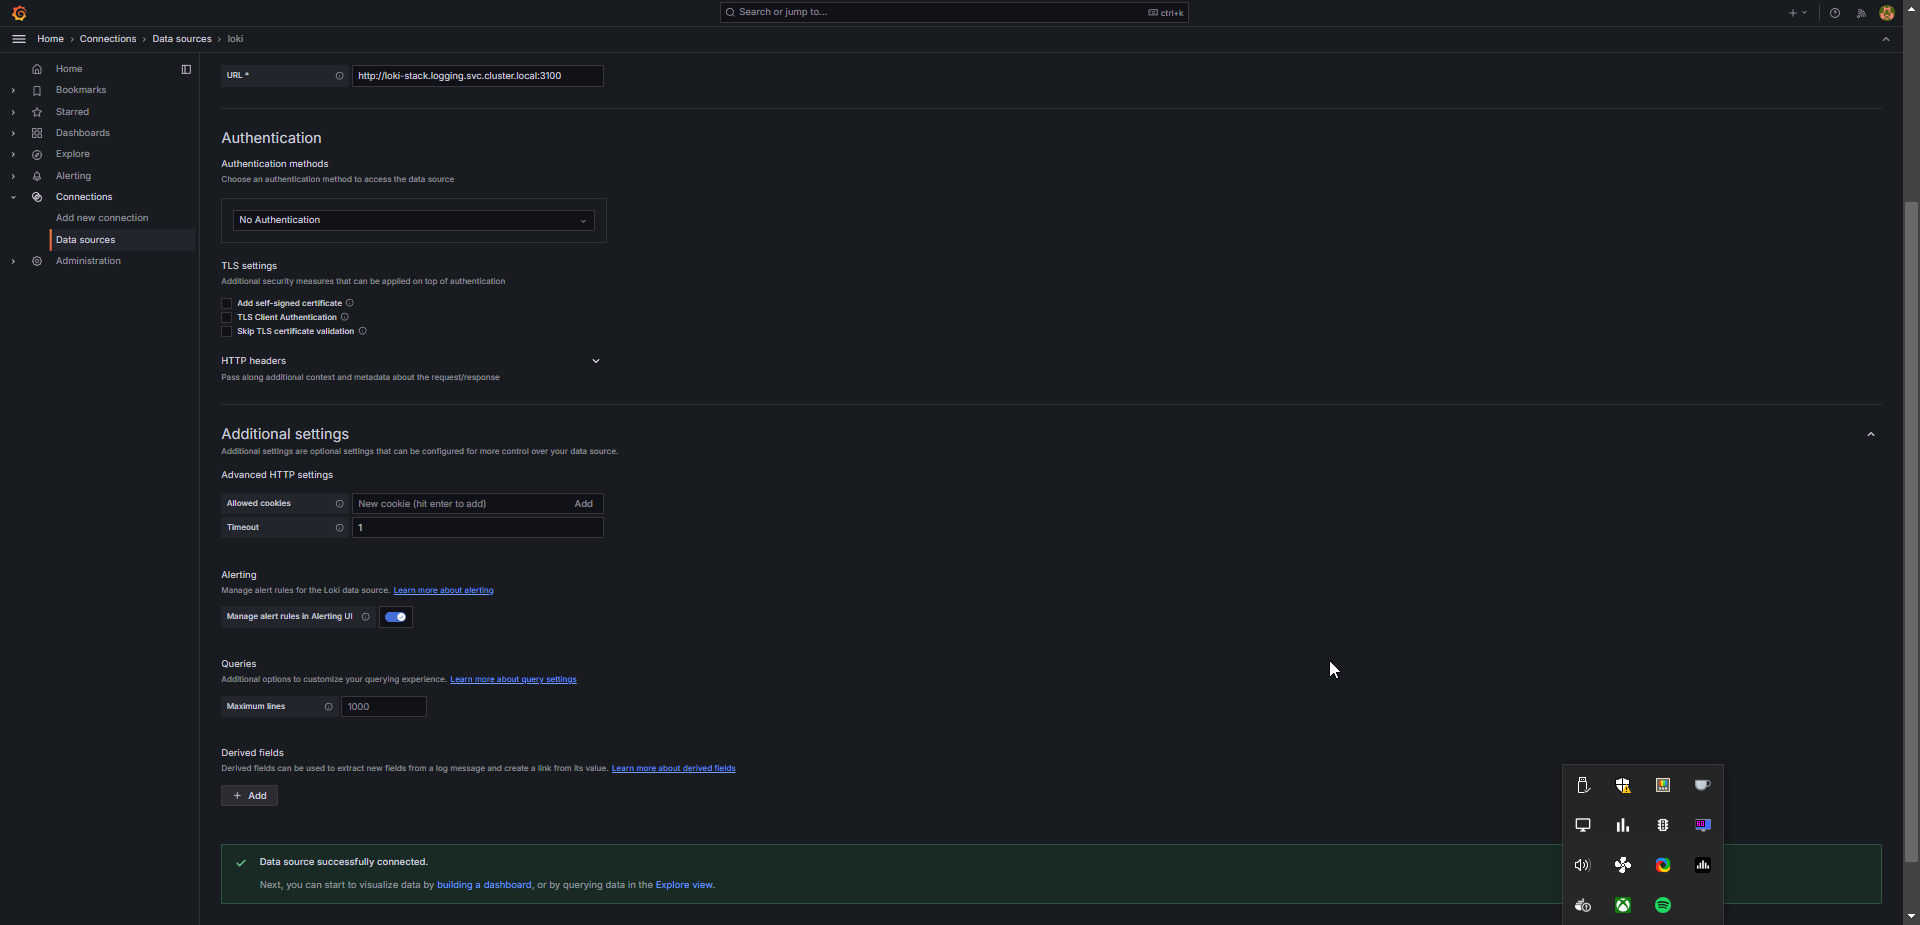 Search or jump to...
ctrl+k
Home › Connections › Data sources › loki
Home
Bookmarks
Starred
Dashboards
Explore
Alerting
Connections
Add new connection
Data sources
Administration
URL *
http://loki-stack.logging.svc.cluster.local:3100
Authentication
Authentication methods
Choose an authentication method to access the data source
No Authentication
TLS settings
Additional security measures that can be applied on top of authentication
Add self-signed certificate
TLS Client Authentication
Skip TLS certificate validation
HTTP headers
Pass along additional context and metadata about the request/response
Additional settings
Additional settings are optional settings that can be configured for more control over your data source.
Advanced HTTP settings
Allowed cookies
New cookie (hit enter to add)
Add
Timeout
1
Alerting
Manage alert rules for the Loki data source. Learn more about alerting
Manage alert rules in Alerting UI
Queries
Additional options to customize your querying experience. Learn more about query settings
Maximum lines
1000
Derived fields
Derived fields can be used to extract new fields from a log message and create a link from its value. Learn more about derived fields
+ Add
Data source successfully connected.
Next, you can start to visualize data by building a dashboard, or by querying data in the Explore view.